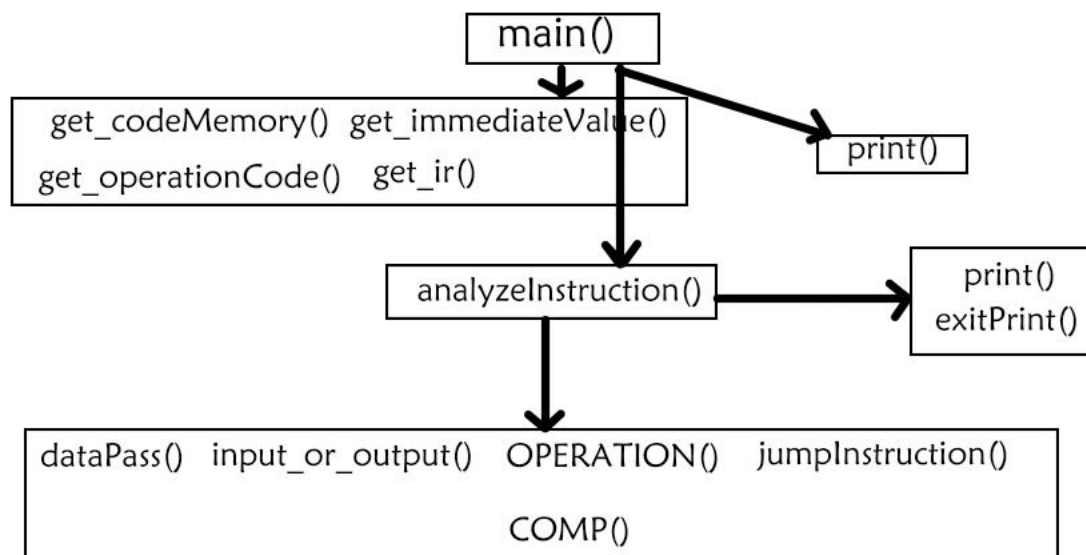 main()
get_codeMemory() get_immediateValue()
get_operationCode() get_ir()
print()
analyzeInstruction()
print()
exitPrint()
dataPass() input_or_output() OPERATION() jumpInstruction()
COMP()